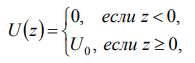 U(z) = { 0, если z < 0,
U₀, если z ≥ 0,